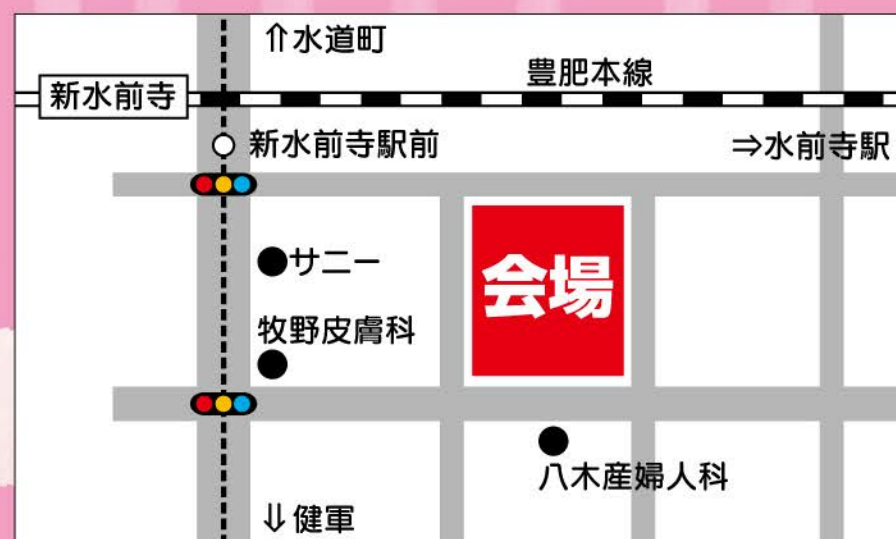 ⇑水道町
豊肥本線
新水前寺
新水前寺駅前
⇒水前寺駅
サニー
会場
牧野皮膚科
八木産婦人科
⇓健軍